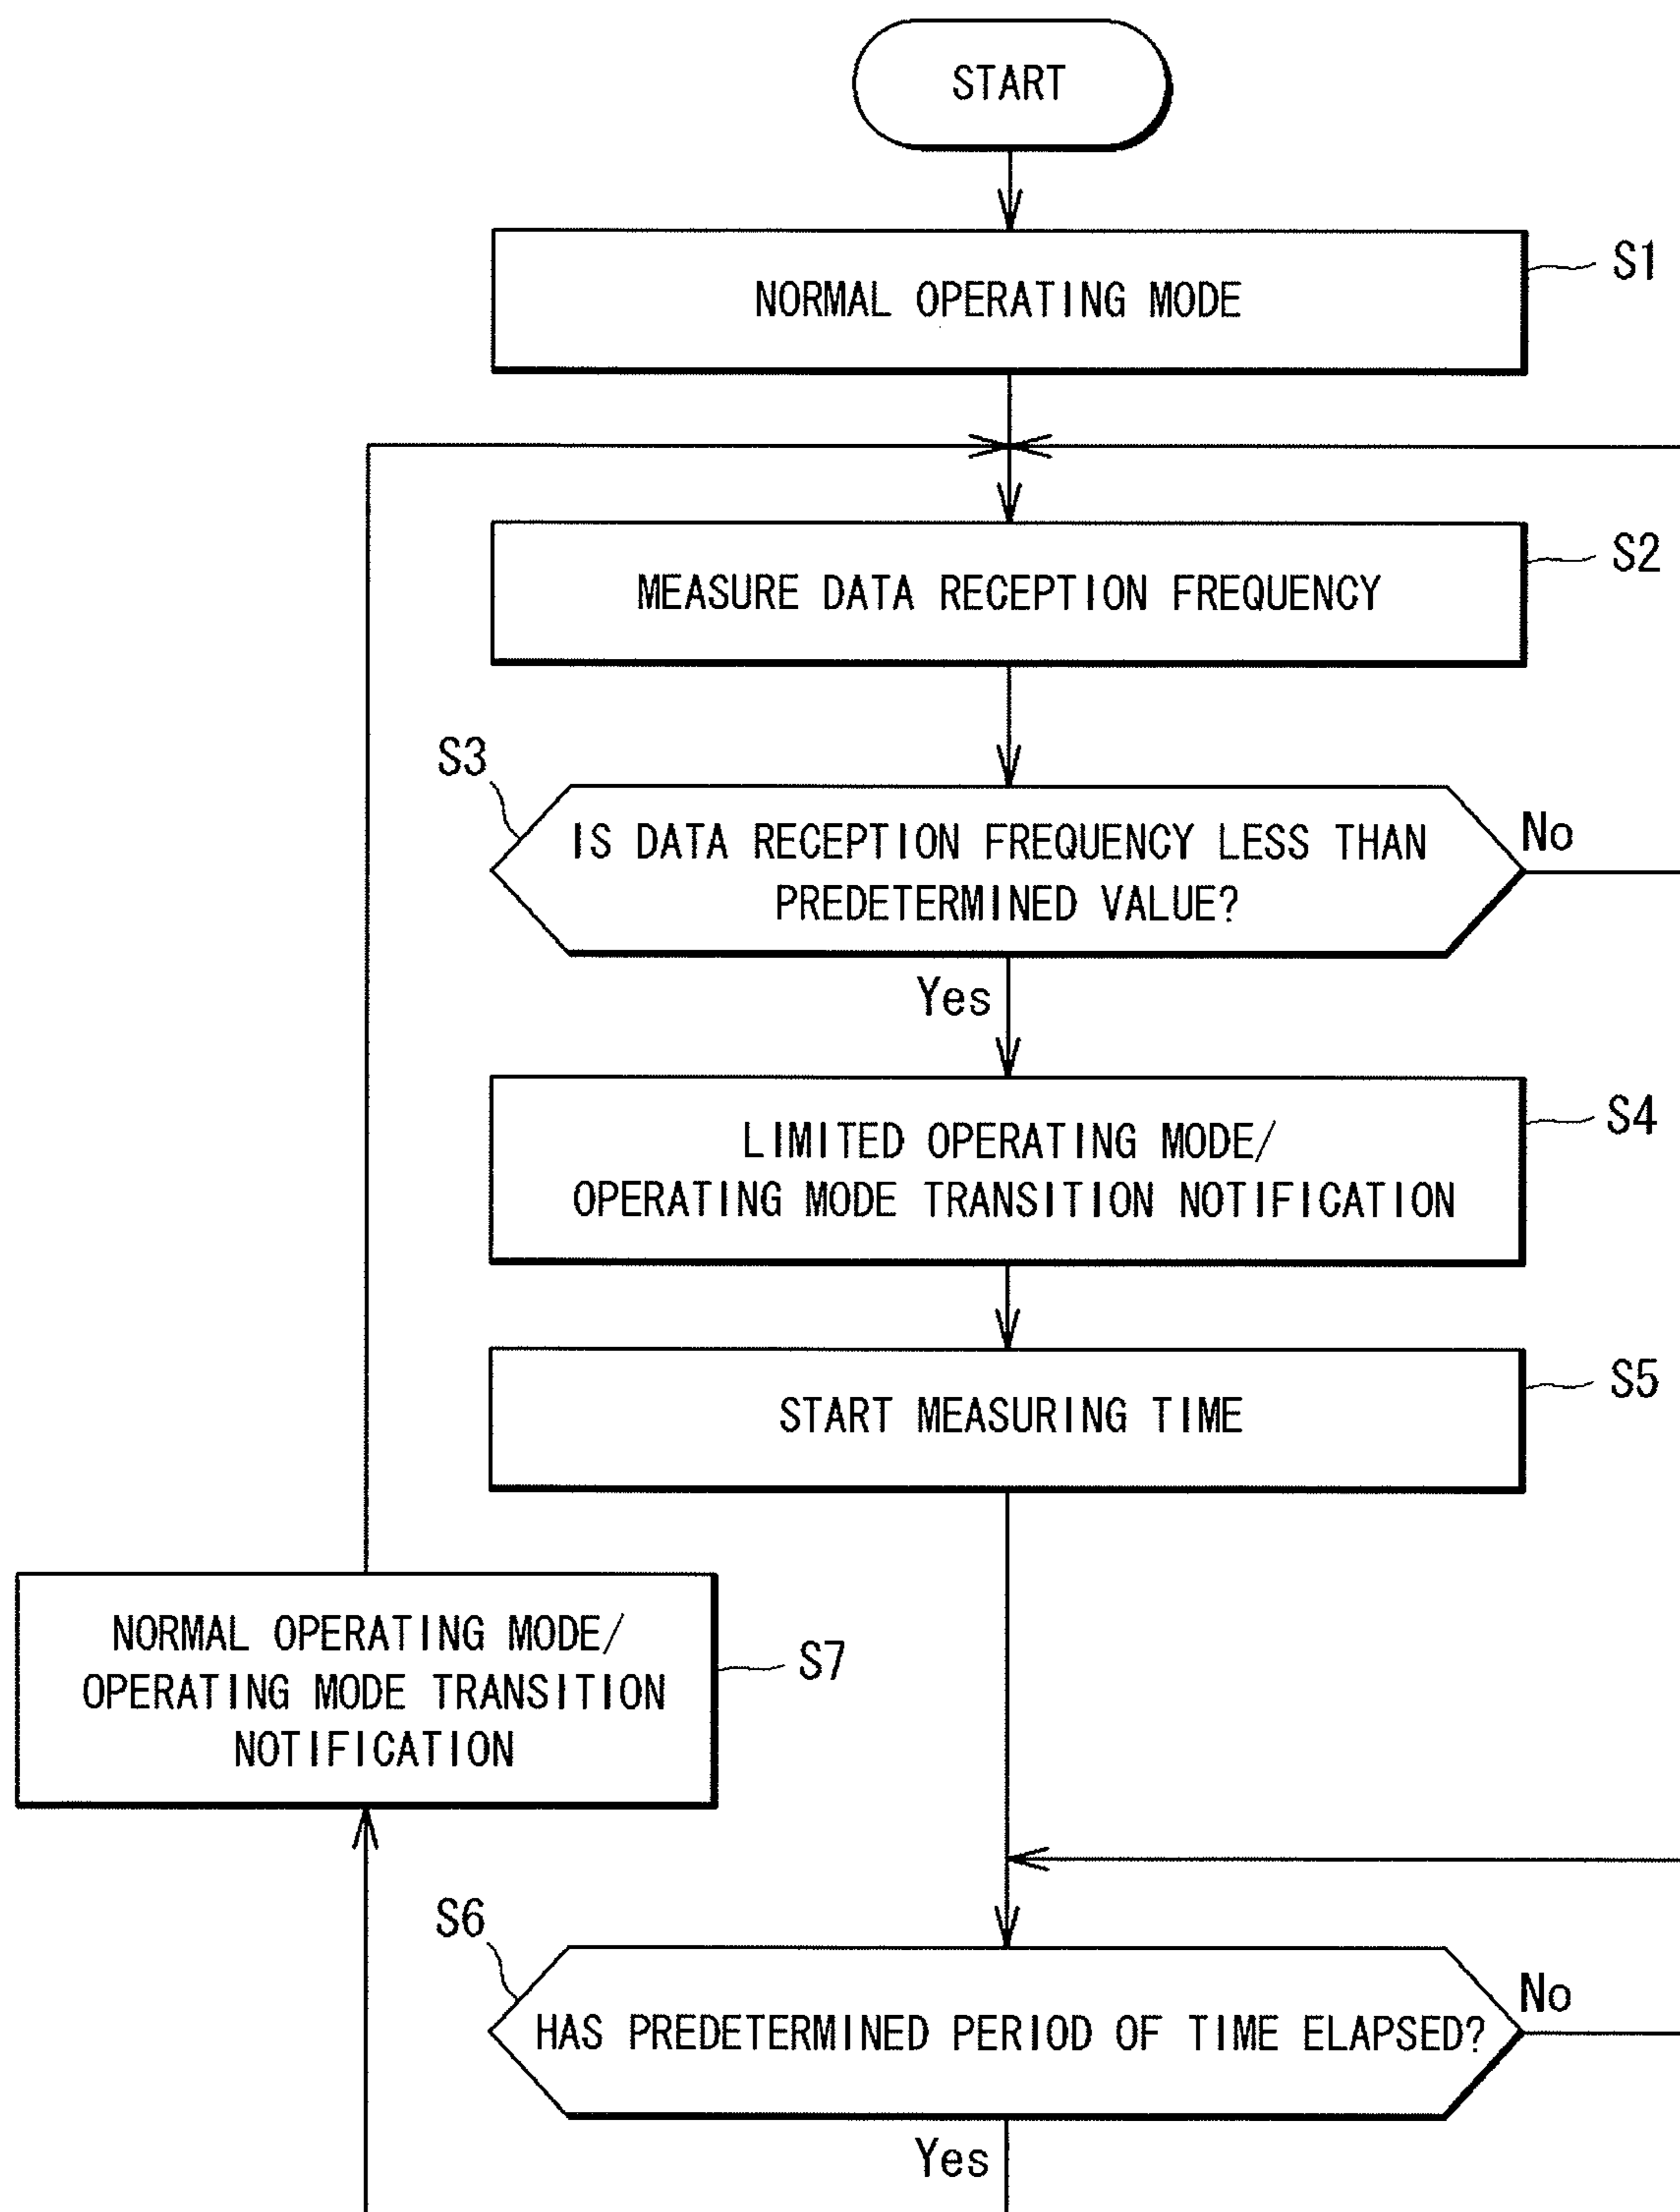 START
NORMAL OPERATING MODE
S1
MEASURE DATA RECEPTION FREQUENCY
S2
S3
IS DATA RECEPTION FREQUENCY LESS THAN
PREDETERMINED VALUE?
No
Yes
LIMITED OPERATING MODE/
OPERATING MODE TRANSITION NOTIFICATION
S4
START MEASURING TIME
S5
NORMAL OPERATING MODE/
OPERATING MODE TRANSITION
NOTIFICATION
S7
S6
HAS PREDETERMINED PERIOD OF TIME ELAPSED?
No
Yes